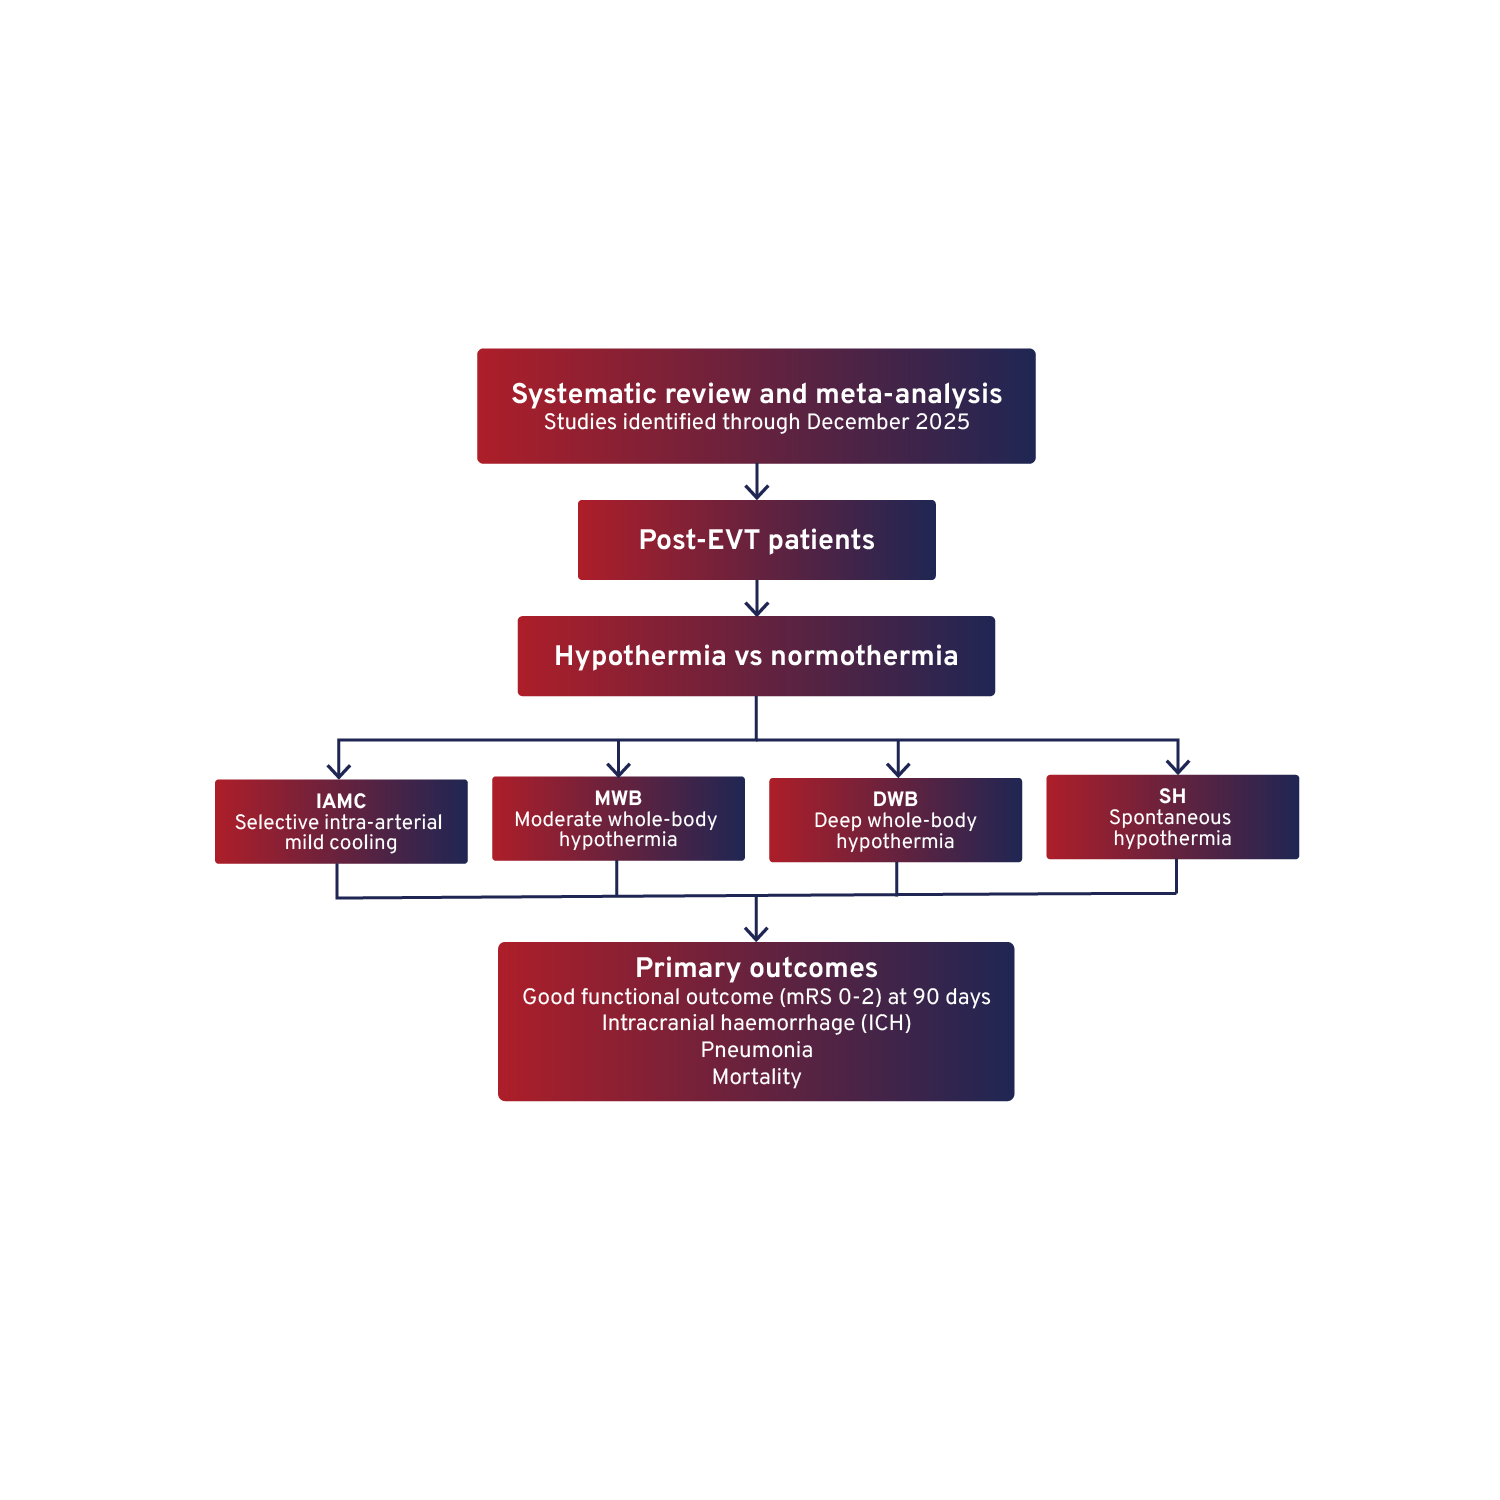 Systematic review and meta-analysis
Studies identified through December 2025
Post-EVT patients
Hypothermia vs normothermia
IAMC
Selective intra-arterial
mild cooling
MWB
Moderate whole-body
hypothermia
DWB
Deep whole-body
hypothermia
SH
Spontaneous
hypothermia
Primary outcomes
Good functional outcome (mRS 0-2) at 90 days
Intracranial haemorrhage (ICH)
Pneumonia
Mortality